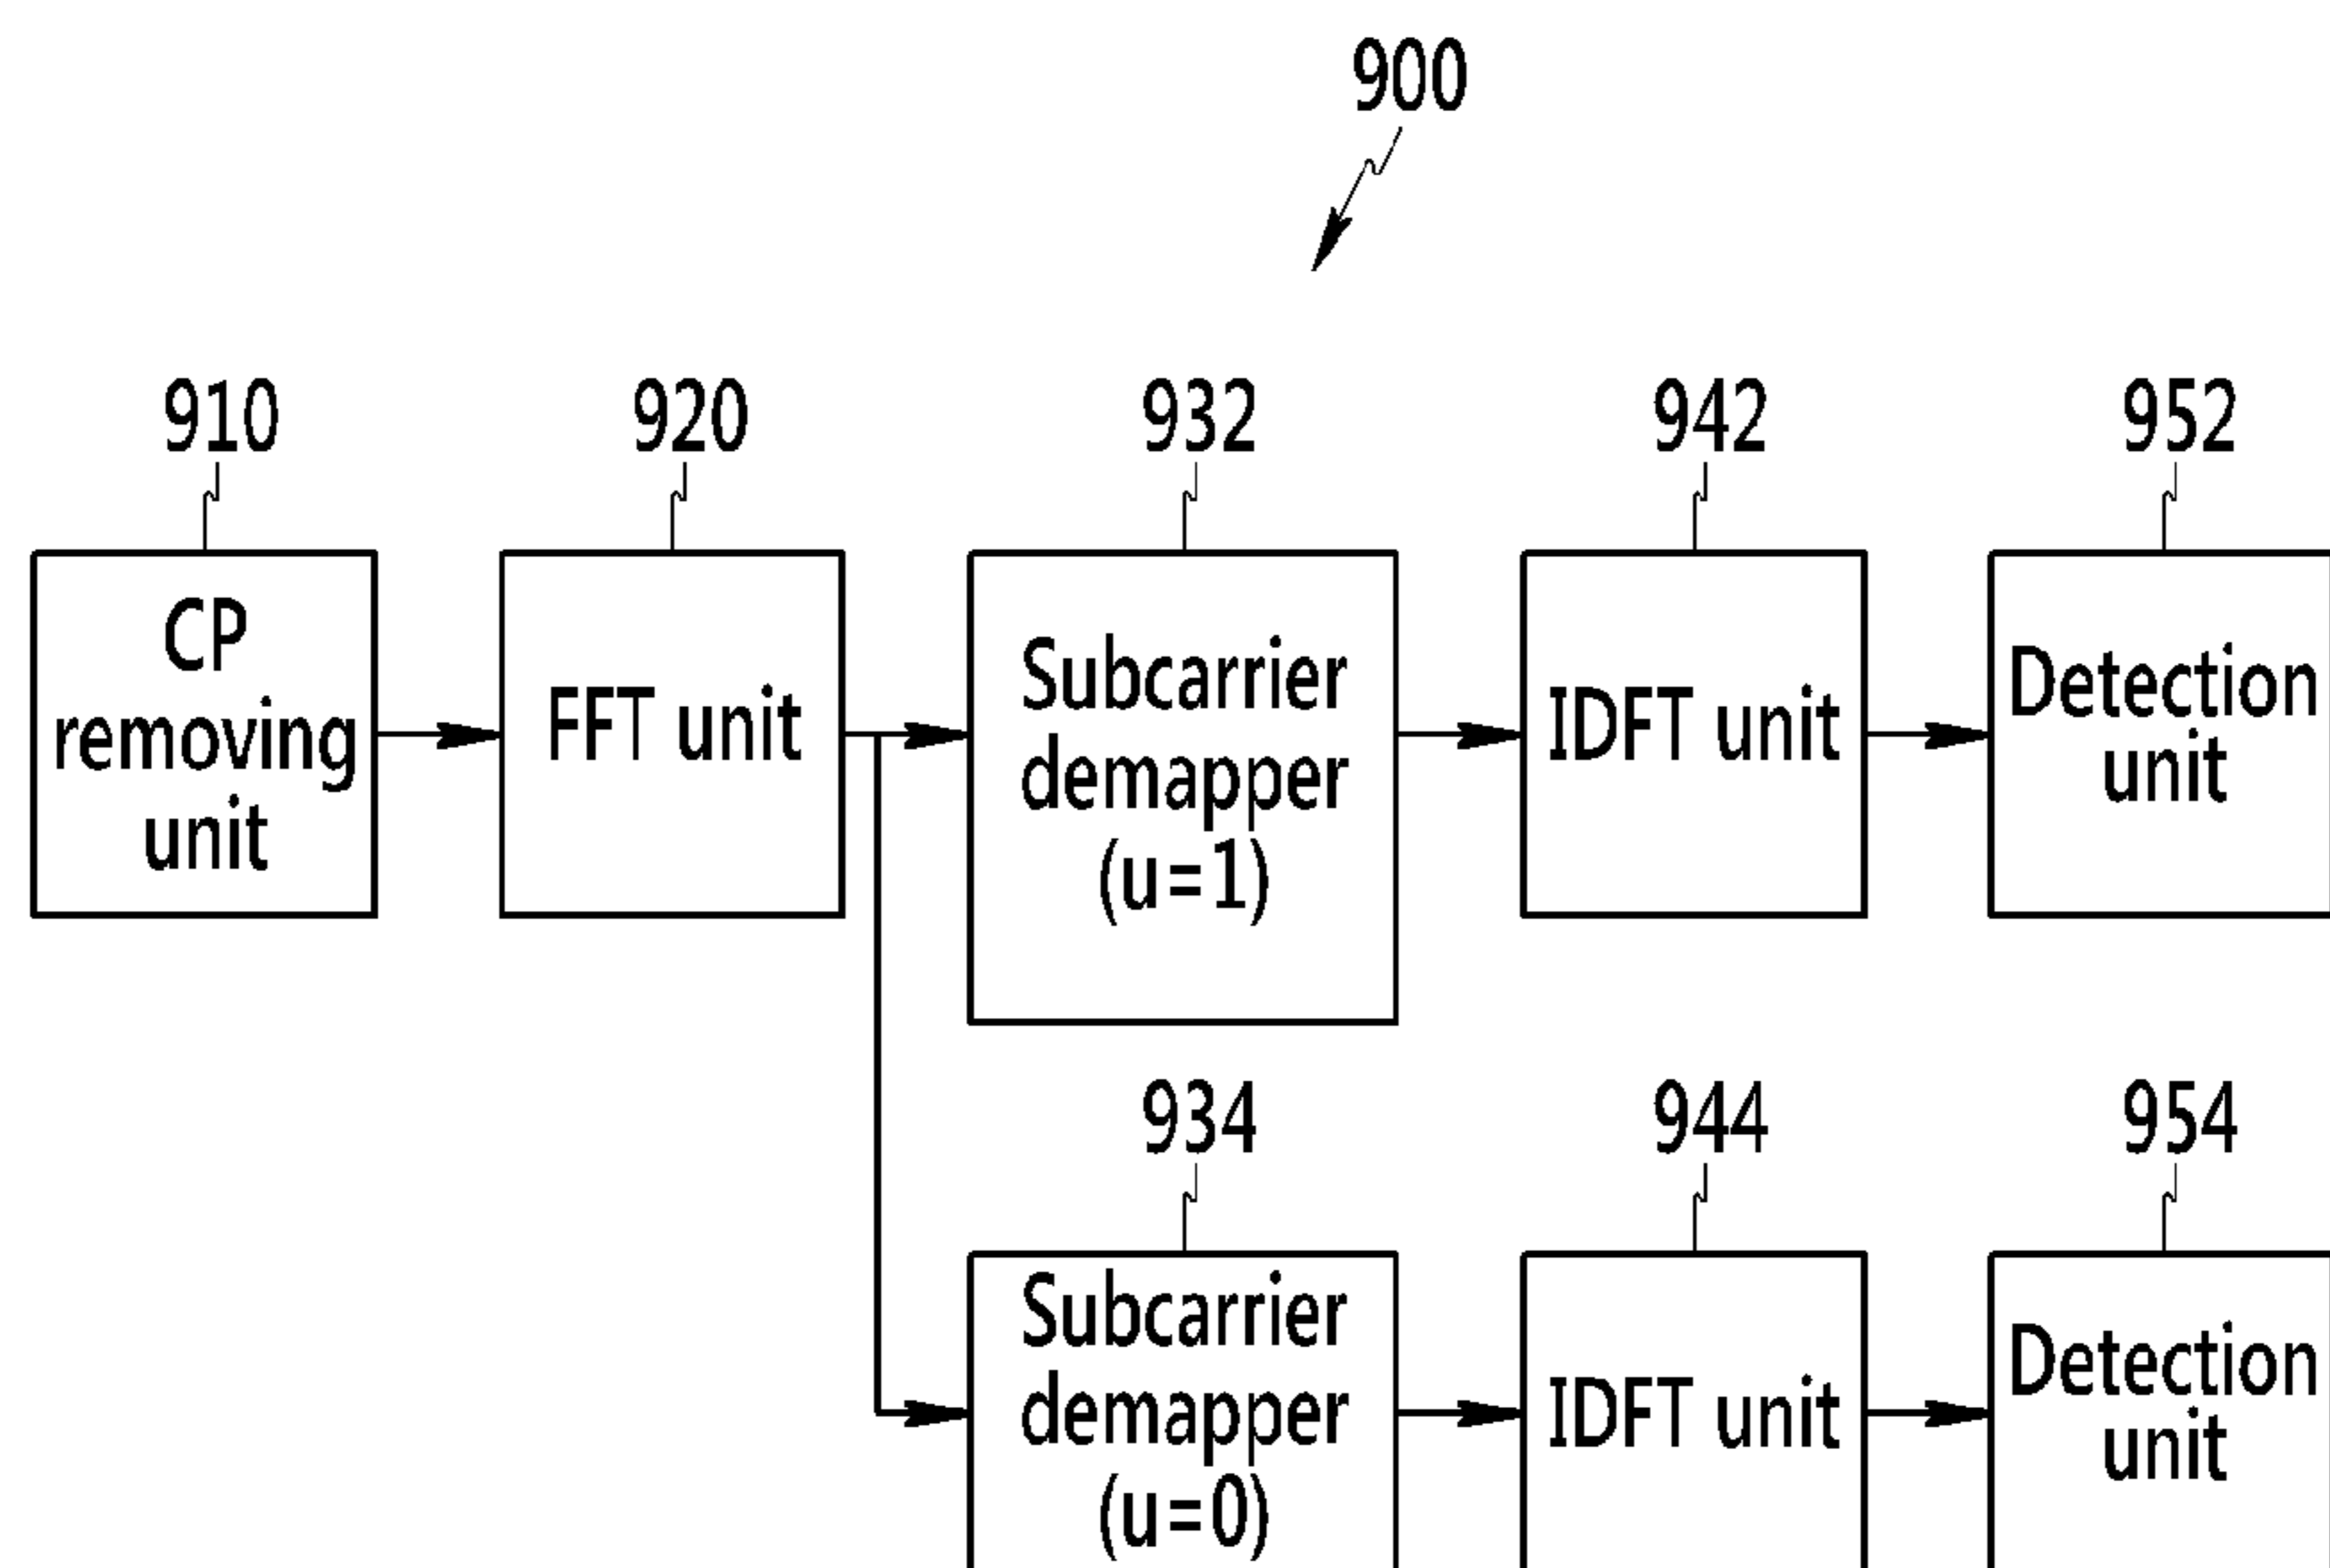 900
910
920
932
942
952
CP
removing
unit
FFT unit
Subcarrier
demapper
(u=1)
IDFT unit
Detection
unit
934
944
954
Subcarrier
demapper
(u=0)
IDFT unit
Detection
unit